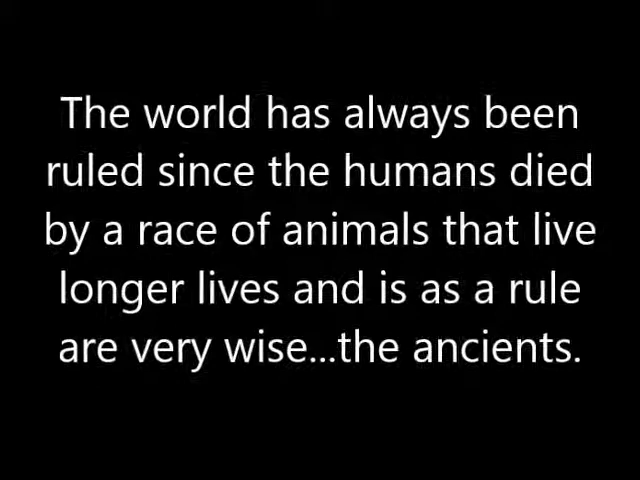 The world has always been
ruled since the humans died
by a race of animals that live
longer lives and is as a rule
are very wise...the ancients.